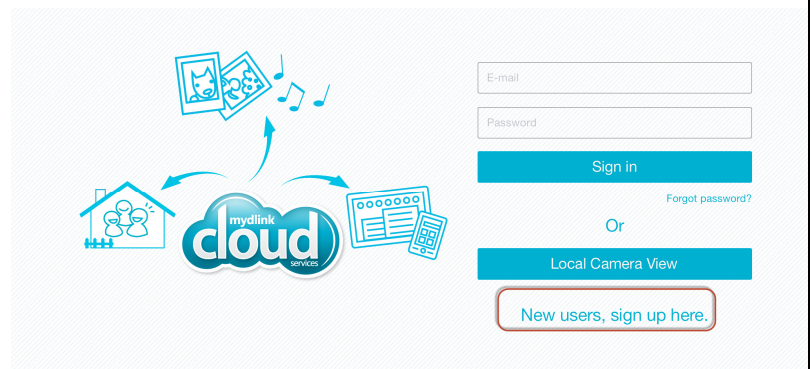 mydlink
cloud
services
E-mail
Password
Sign in
Forgot password?
Or
Local Camera View
New users, sign up here.